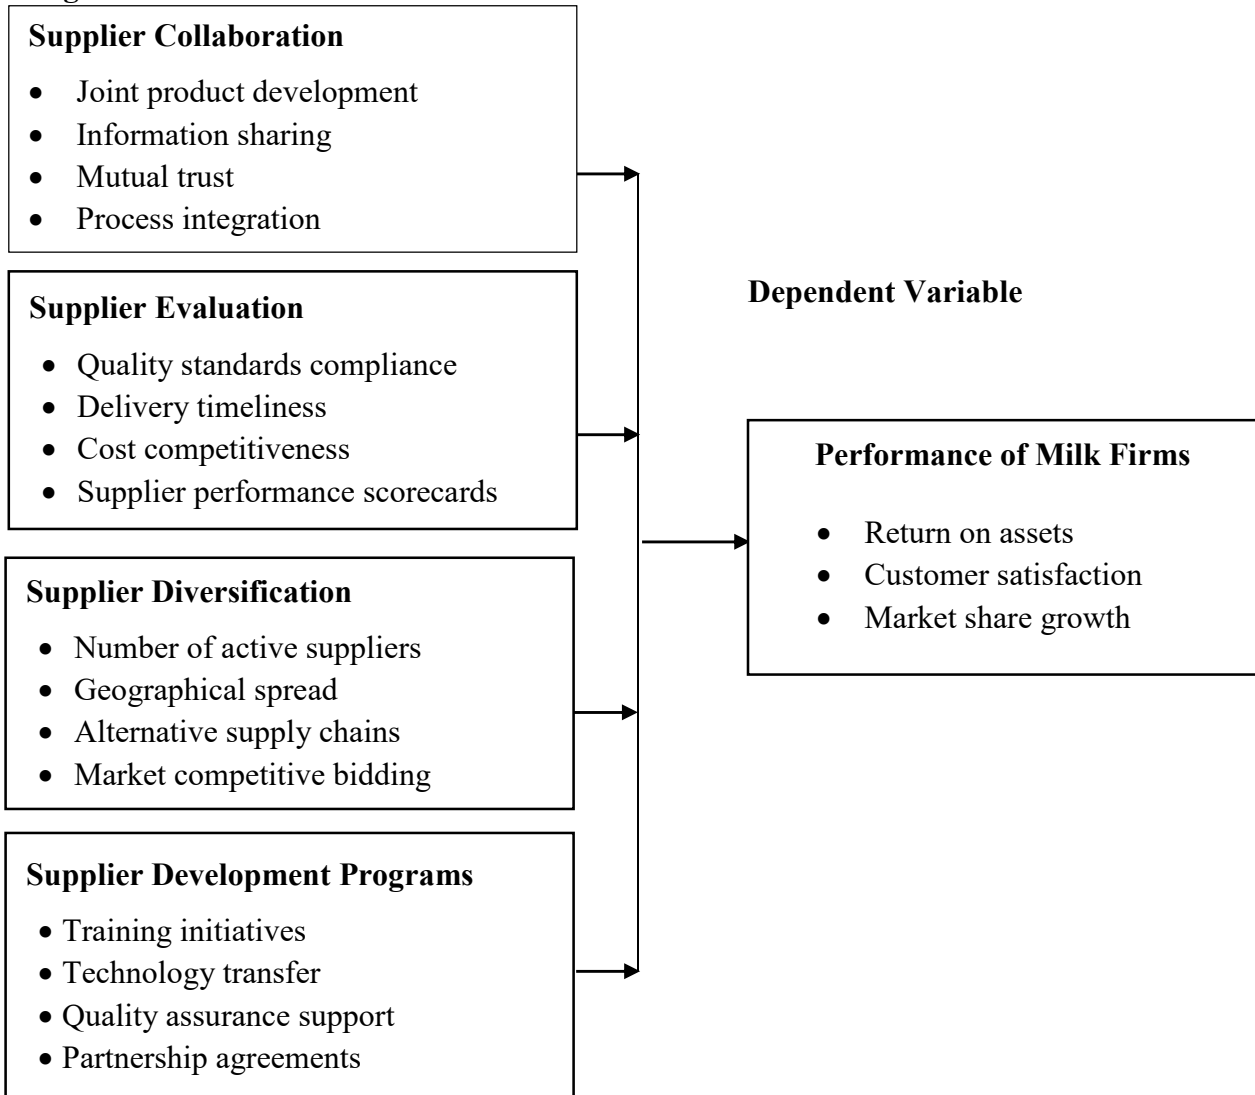 Supplier Collaboration
• Joint product development
• Information sharing
• Mutual trust
• Process integration
Supplier Evaluation
• Quality standards compliance
• Delivery timeliness
• Cost competitiveness
• Supplier performance scorecards
Supplier Diversification
• Number of active suppliers
• Geographical spread
• Alternative supply chains
• Market competitive bidding
Supplier Development Programs
• Training initiatives
• Technology transfer
• Quality assurance support
• Partnership agreements
Dependent Variable
Performance of Milk Firms
• Return on assets
• Customer satisfaction
• Market share growth